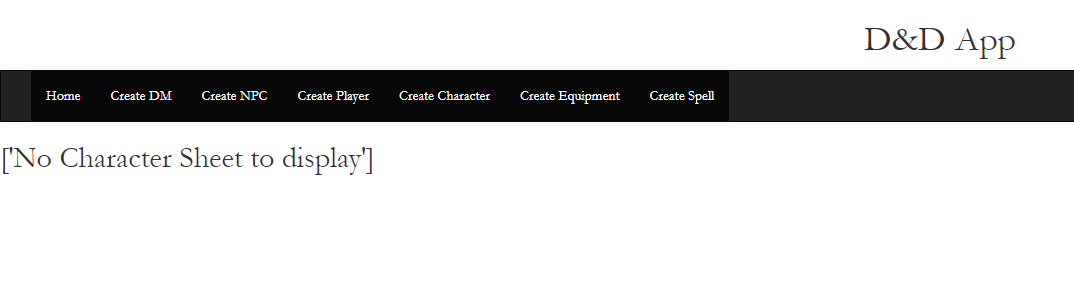 D&D App
Home Create DM Create NPC Create Player Create Character Create Equipment Create Spell
['No Character Sheet to display']